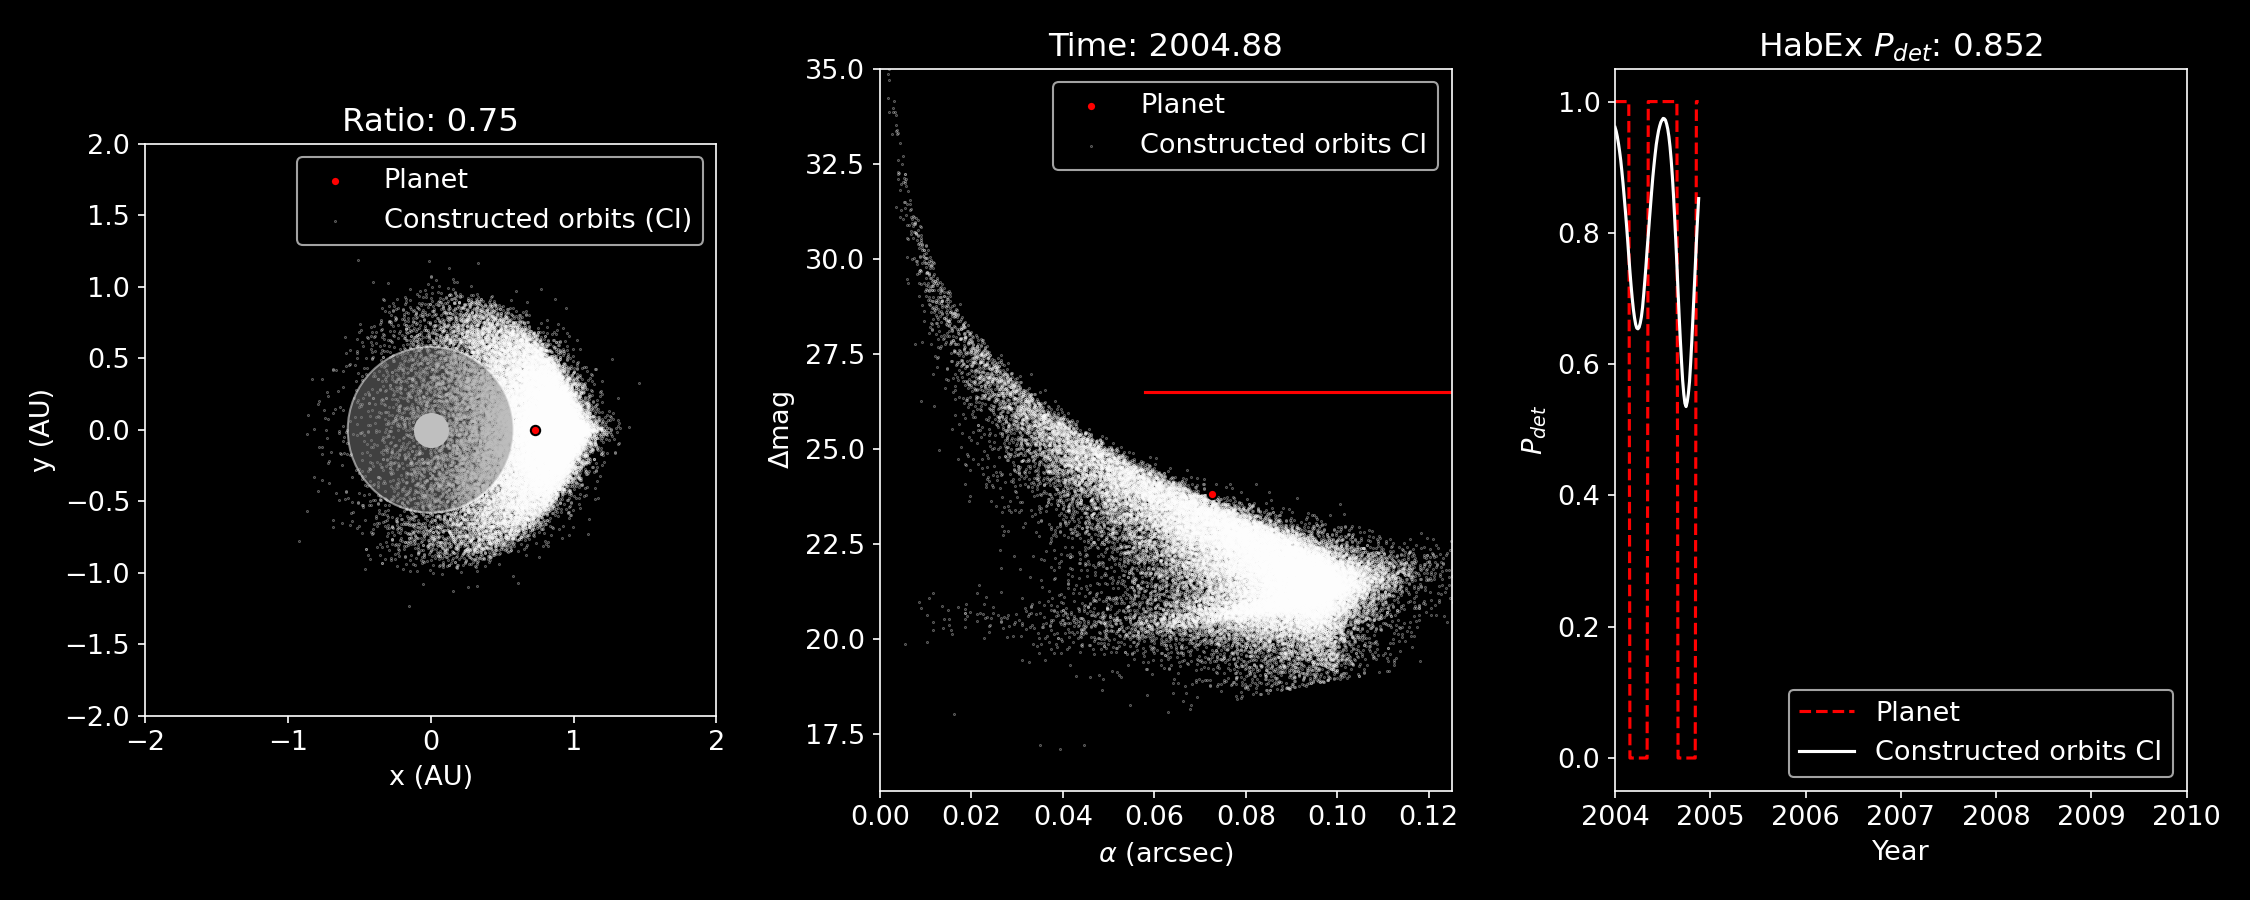 Ratio: 0.75
Planet
Constructed orbits (CI)
2.0
1.5
1.0
0.5
0.0
−0.5
−1.0
−1.5
−2.0
−2
−1
0
1
2
y (AU)
x (AU)
Time: 2004.88
Planet
Constructed orbits CI
35.0
32.5
30.0
27.5
25.0
22.5
20.0
17.5
0.00
0.02
0.04
0.06
0.08
0.10
0.12
Δmag
α (arcsec)
HabEx P_det: 0.852
1.0
0.8
0.6
0.4
0.2
0.0
P_det
Planet
Constructed orbits CI
2004
2005
2006
2007
2008
2009
2010
Year